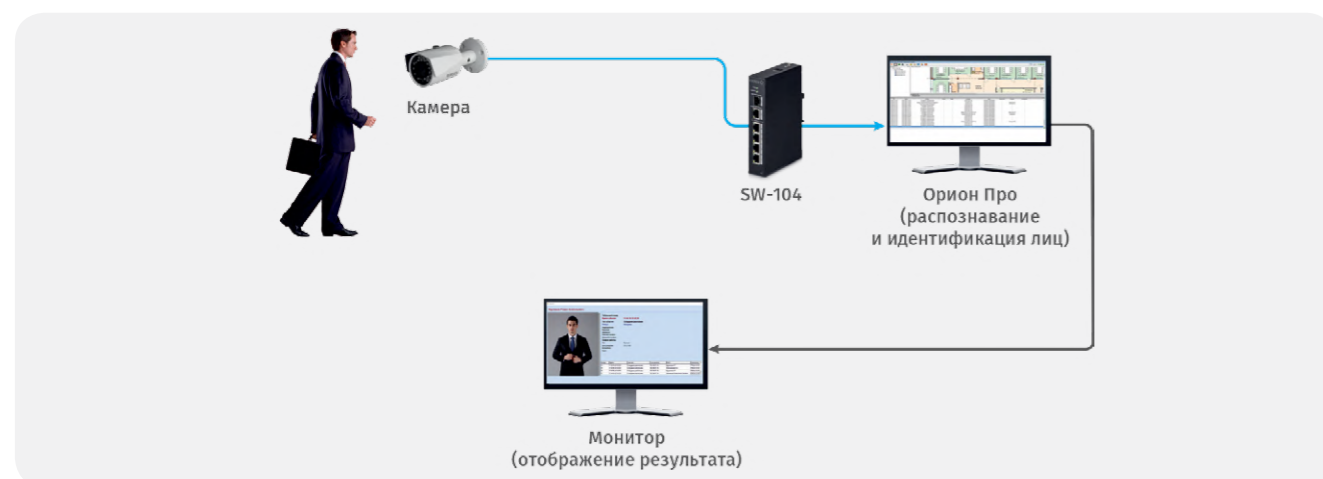 Камера
SW-104
Орион Про
(распознавание
и идентификация лиц)
Монитор
(отображение результата)